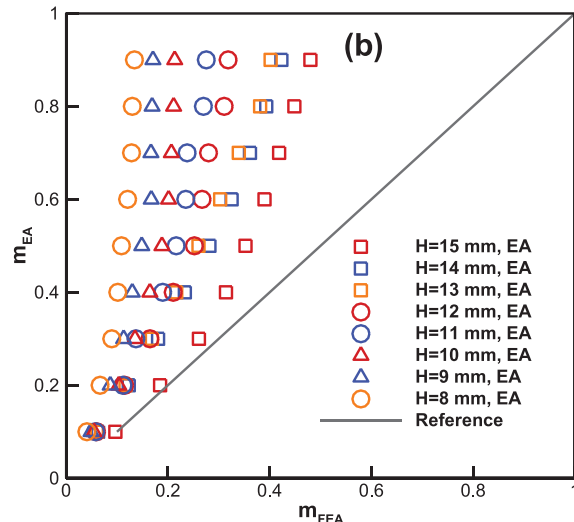 (b)
1
0.8
0.6
0.4
0.2
0
m_EA
H=15 mm, EA
H=14 mm, EA
H=13 mm, EA
H=12 mm, EA
H=11 mm, EA
H=10 mm, EA
H=9 mm, EA
H=8 mm, EA
Reference
0 0.2 0.4 0.6 0.8 1
m_FEA